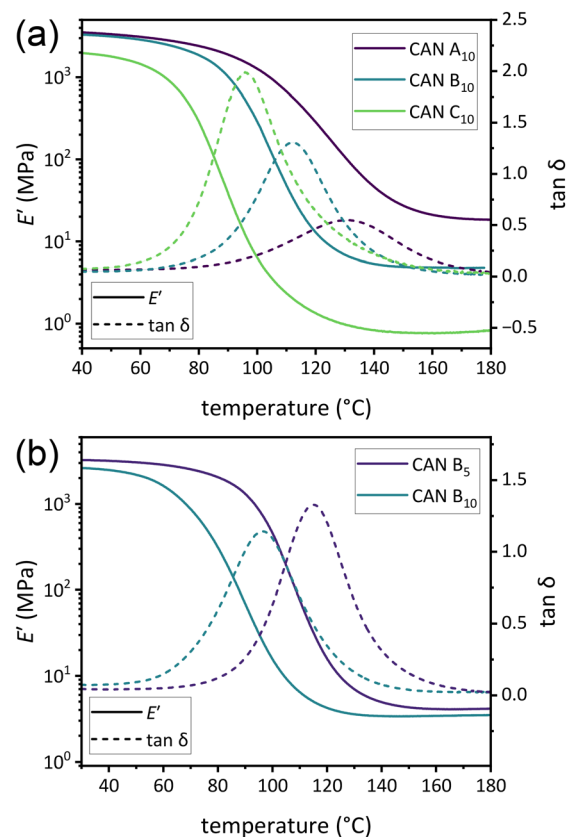 (a)
10³
10²
10¹
10⁰
E′ (MPa)
CAN A₁₀
CAN B₁₀
CAN C₁₀
E′
tan δ
2.5
2.0
1.5
1.0
0.5
0.0
−0.5
tan δ
40 60 80 100 120 140 160 180
temperature (°C)
(b)
10³
10²
10¹
10⁰
E′ (MPa)
CAN B₅
CAN B₁₀
E′
tan δ
1.5
1.0
0.5
0.0
tan δ
40 60 80 100 120 140 160 180
temperature (°C)